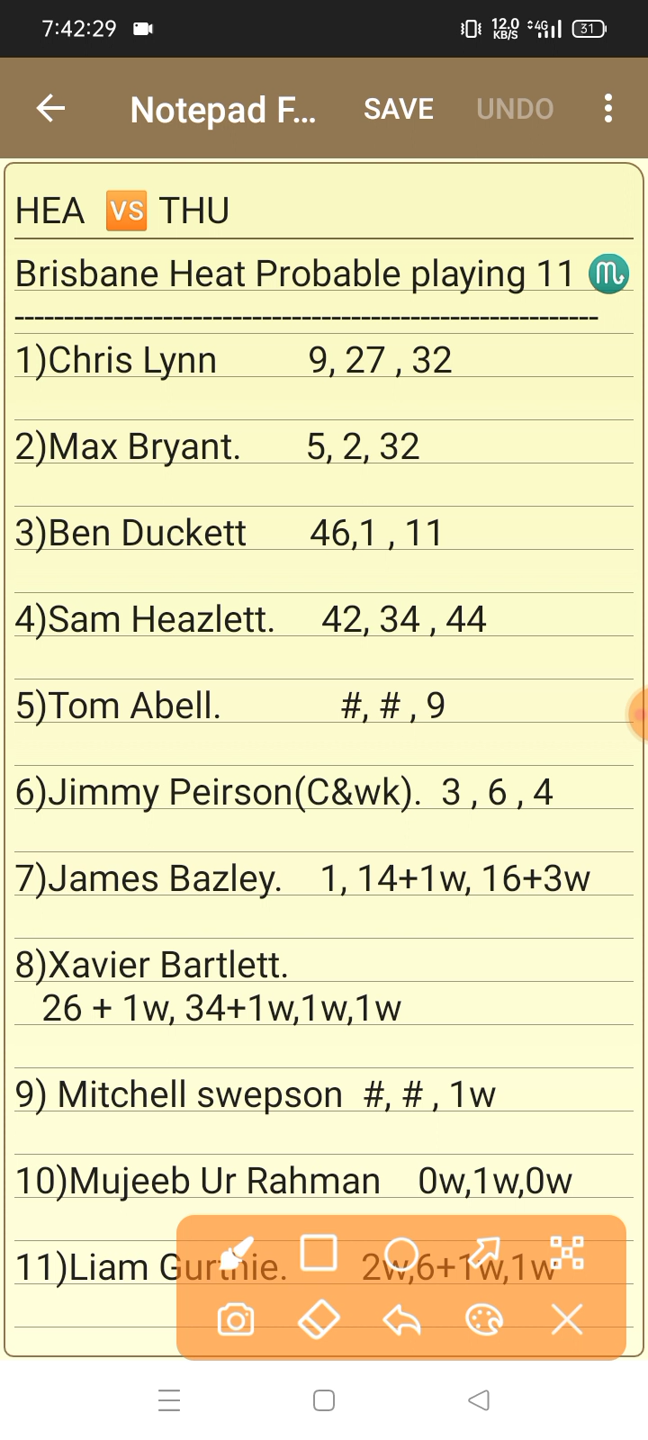 7:42:29 12.0 KB/S 4G 31
Notepad F... SAVE UNDO
HEA 🆚 THU
Brisbane Heat Probable playing 11 ♏
----------------------------------------------------------
1)Chris Lynn 9, 27 , 32
2)Max Bryant. 5, 2, 32
3)Ben Duckett 46,1 , 11
4)Sam Heazlett. 42, 34 , 44
5)Tom Abell. #, # , 9
6)Jimmy Peirson(C&wk). 3 , 6 , 4
7)James Bazley. 1, 14+1w, 16+3w
8)Xavier Bartlett.
26 + 1w, 34+1w,1w,1w
9) Mitchell swepson #, # , 1w
10)Mujeeb Ur Rahman 0w,1w,0w
11)Liam Gurthie. 2w,6+1w,1w